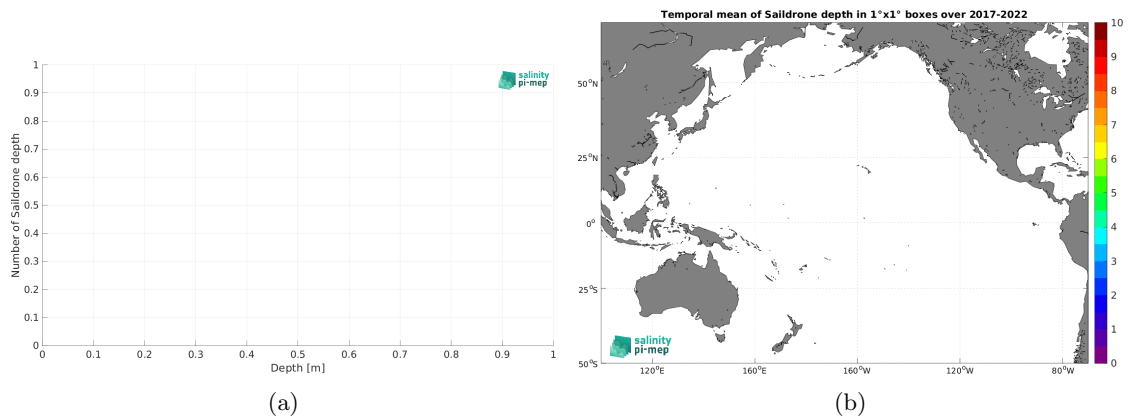 Temporal mean of Saildrone depth in 1°x1° boxes over 2017-2022
1
0.9
0.8
0.7
0.6
0.5
0.4
0.3
0.2
0.1
0
Number of Saildrone depth
0 0.1 0.2 0.3 0.4 0.5 0.6 0.7 0.8 0.9 1
Depth [m]
salinity
pi-mep
(a)
50°N
25°N
0°
25°S
50°S
120°E 160°E 160°W 120°W 80°W
salinity
pi-mep
10
9
8
7
6
5
4
3
2
1
0
(b)